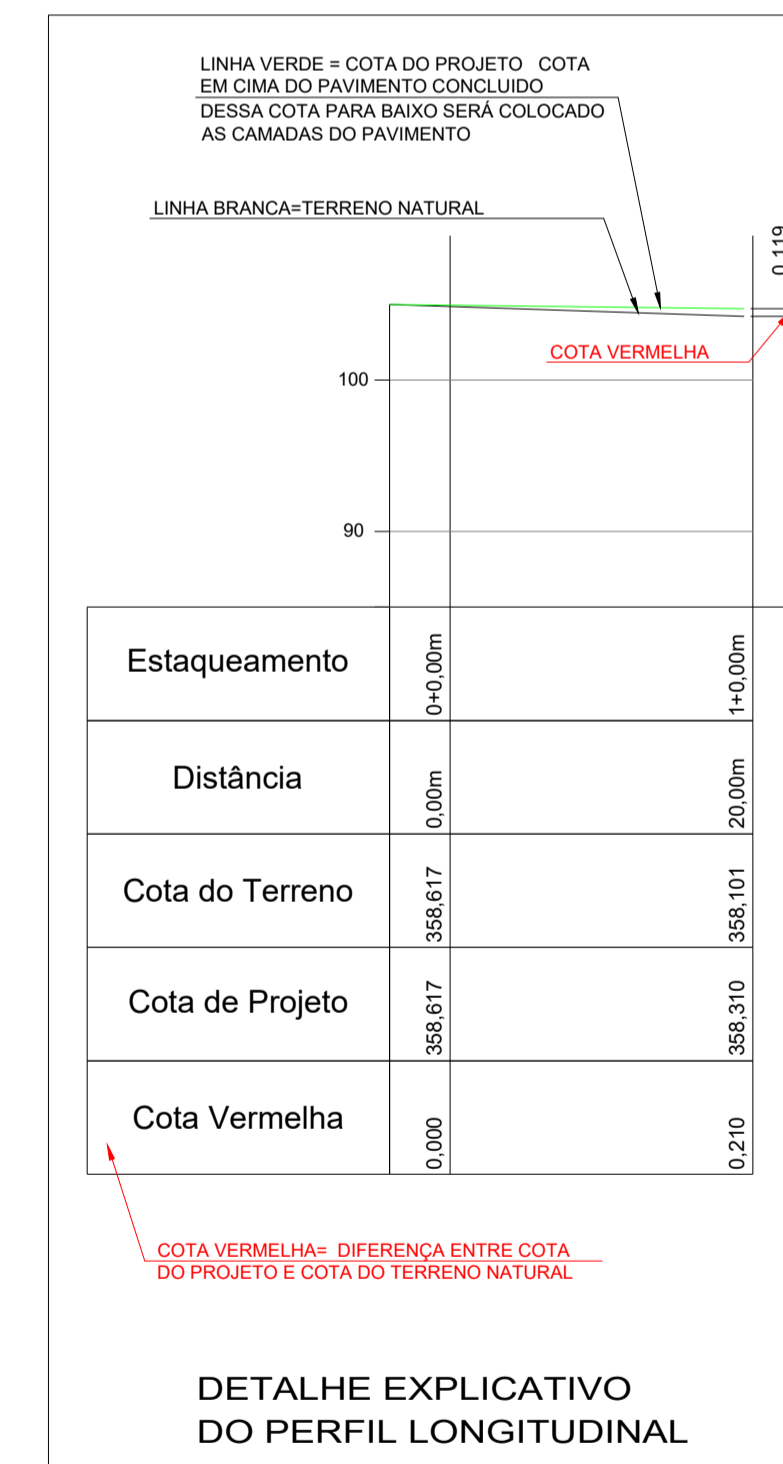 LINHA VERDE = COTA DO PROJETO COTA
EM CIMA DO PAVIMENTO CONCLUIDO
DESSA COTA PARA BAIXO SERÁ COLOCADO
AS CAMADAS DO PAVIMENTO
LINHA BRANCA=TERRENO NATURAL
0,119
COTA VERMELHA
100
90
Estaqueamento
0+0,00m
1+0,00m
Distância
0,00m
20,00m
Cota do Terreno
358,617
358,101
Cota de Projeto
358,617
358,310
Cota Vermelha
0,000
0,210
COTA VERMELHA= DIFERENÇA ENTRE COTA
DO PROJETO E COTA DO TERRENO NATURAL
DETALHE EXPLICATIVO
DO PERFIL LONGITUDINAL